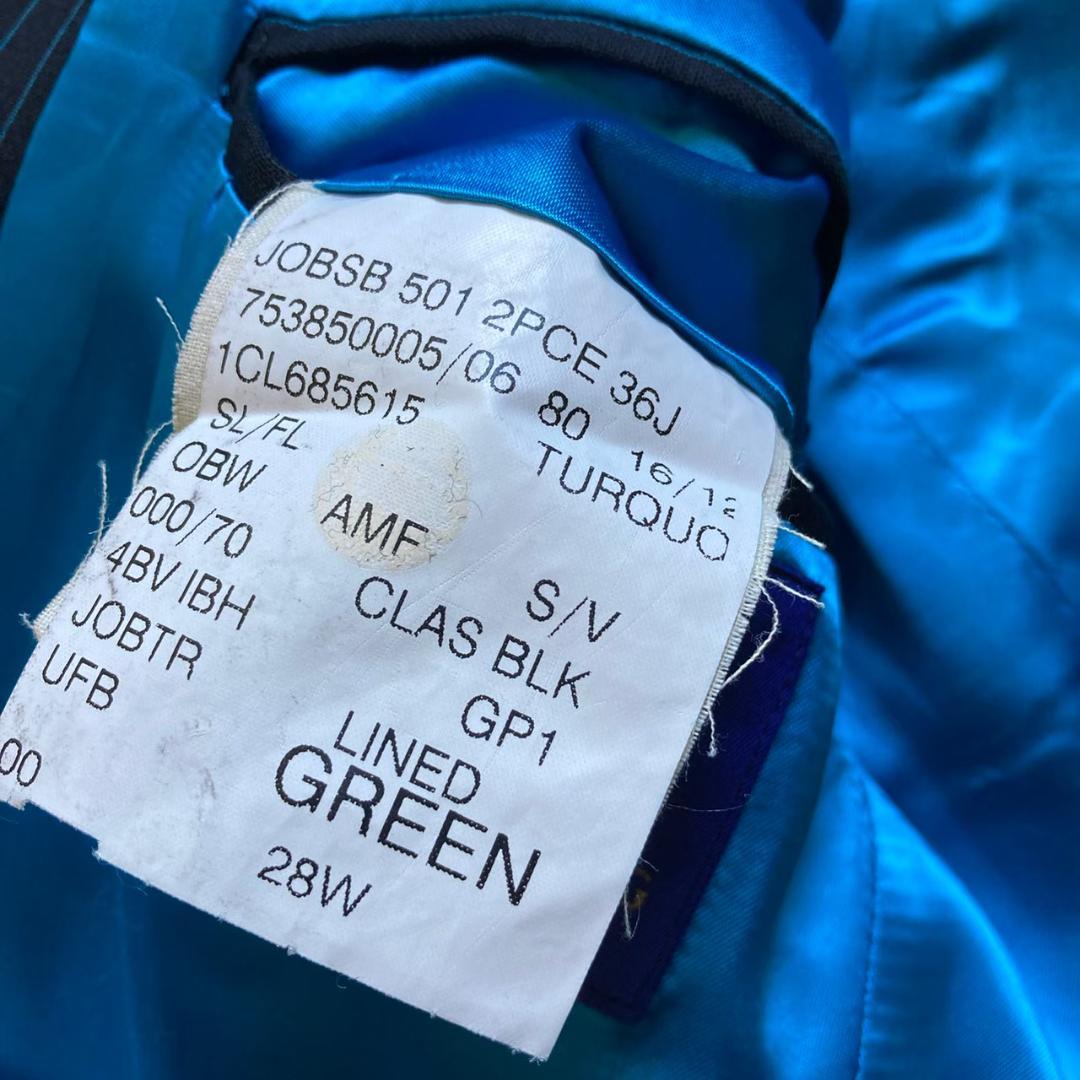 JOBSB 501 2PCE 36J
753850005/06 80 16/12
1CL685615 TURQUO
SL/FL
OBW AMF S/V
000/70 CLAS BLK
4BV IBH GP1
JOBTR LINED
UFB GREEN
00 28W
G